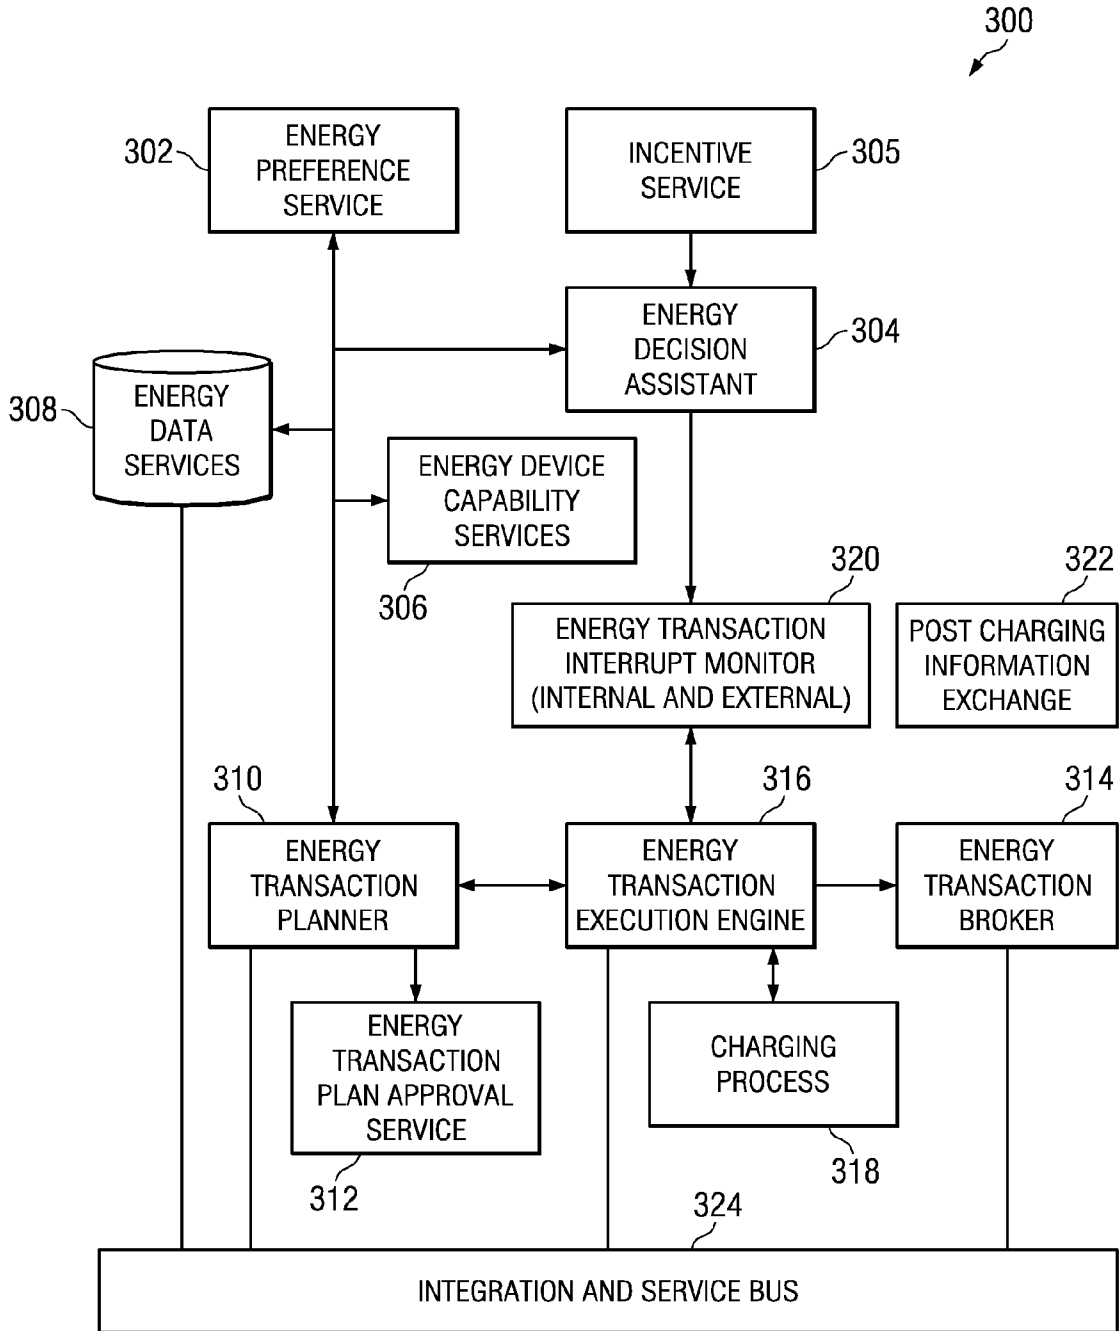 300
302
ENERGY
PREFERENCE
SERVICE
INCENTIVE
SERVICE
305
ENERGY
DECISION
ASSISTANT
304
308
ENERGY
DATA
SERVICES
ENERGY DEVICE
CAPABILITY
SERVICES
306
320
322
ENERGY TRANSACTION
INTERRUPT MONITOR
(INTERNAL AND EXTERNAL)
POST CHARGING
INFORMATION
EXCHANGE
310
316
314
ENERGY
TRANSACTION
PLANNER
ENERGY
TRANSACTION
EXECUTION ENGINE
ENERGY
TRANSACTION
BROKER
ENERGY
TRANSACTION
PLAN APPROVAL
SERVICE
312
CHARGING
PROCESS
318
324
INTEGRATION AND SERVICE BUS